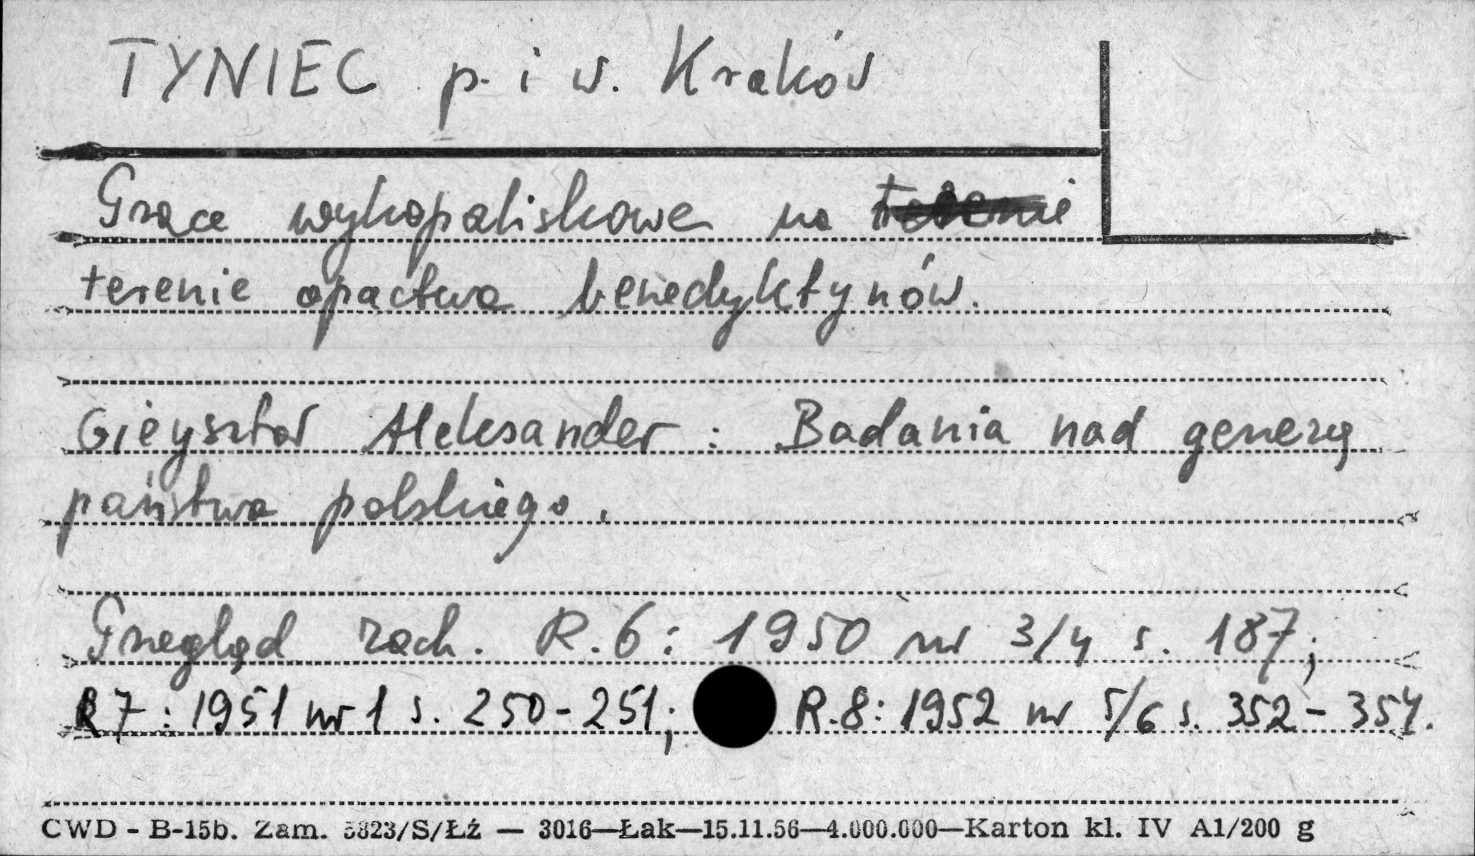 TYNIEC p. i w. Kraków
Prace wykopaliskowe na terenie
terenie opactwa benedyktynów.
Gieysztor Aleksander : Badania nad genezą
państwa polskiego.
Przegląd zach. R.6: 1950 nr 3/4 s. 187;
R7: 1951 nr 1 s. 250-251; R.8: 1952 nr 5/6 s. 352-354.
CWD - B-15b. Zam. 5823/S/Łź — 3016—Łak—15.11.56—4.000.000—Karton kl. IV A1/200 g